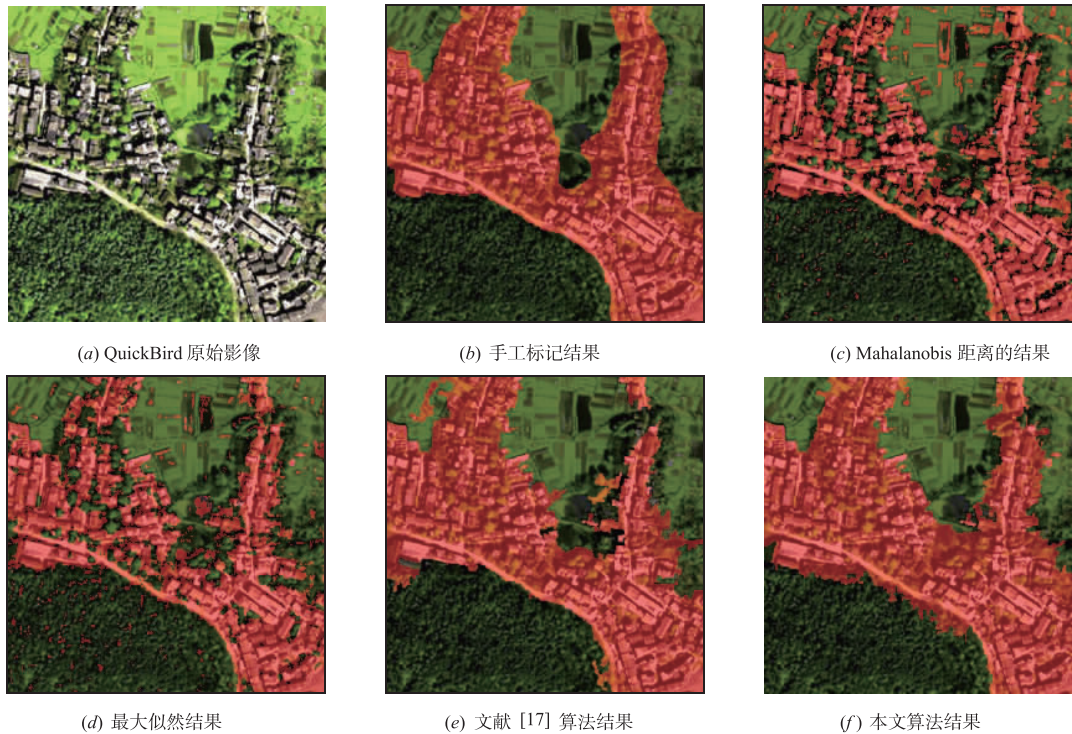 (a) QuickBird 原始影像
(b) 手工标记结果
(c) Mahalanobis 距离的结果
(d) 最大似然结果
(e) 文献 [17] 算法结果
(f) 本文算法结果